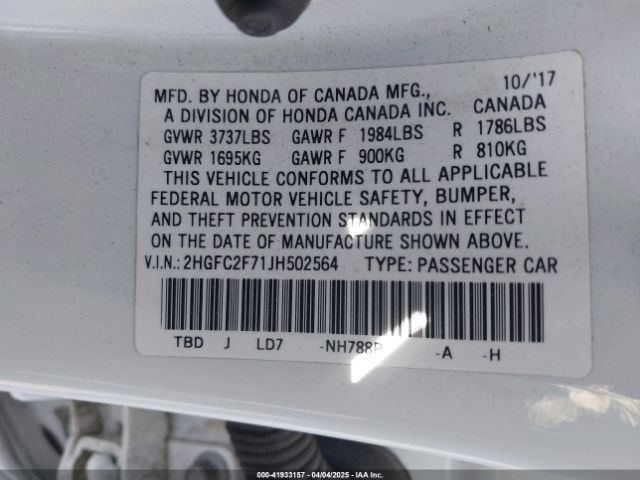 MFD. BY HONDA OF CANADA MFG., 10/'17
A DIVISION OF HONDA CANADA INC. CANADA
GVWR 3737LBS GAWR F 1984LBS R 1786LBS
GVWR 1695KG GAWR F 900KG R 810KG
THIS VEHICLE CONFORMS TO ALL APPLICABLE
FEDERAL MOTOR VEHICLE SAFETY, BUMPER,
AND THEFT PREVENTION STANDARDS IN EFFECT
ON THE DATE OF MANUFACTURE SHOWN ABOVE.
V.I.N.: 2HGFC2F71JH502564 TYPE: PASSENGER CAR
TBD J LD7 -NH788P -A -H
000-41933157 - 04/04/2025 - IAAI Inc.